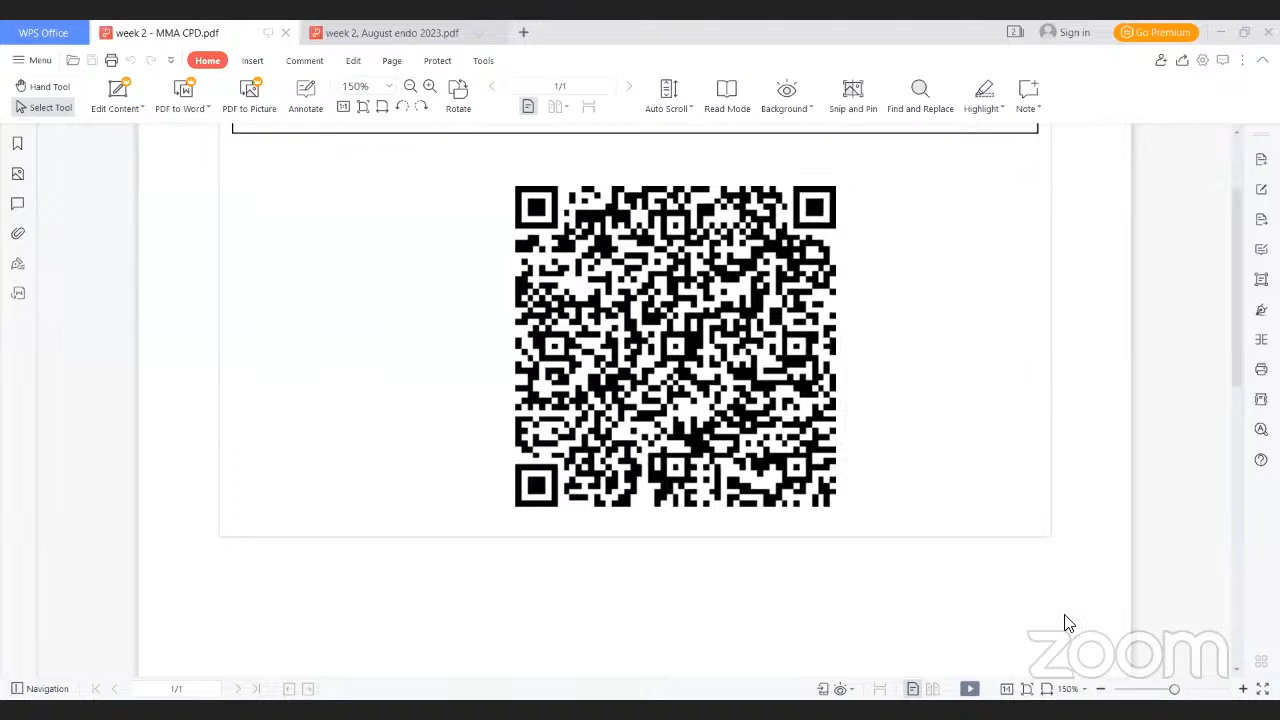 WPS Office week 2 - MMA CPD.pdf week 2, August endo 2023.pdf Sign in Go Premium
Menu Home Insert Comment Edit Page Protect Tools
Hand Tool 150% 1/1
Select Tool Edit Content PDF to Word PDF to Picture Annotate Rotate Auto Scroll Read Mode Background Snip and Pin Find and Replace Highlight Note
zoom
Navigation 1/1 150%